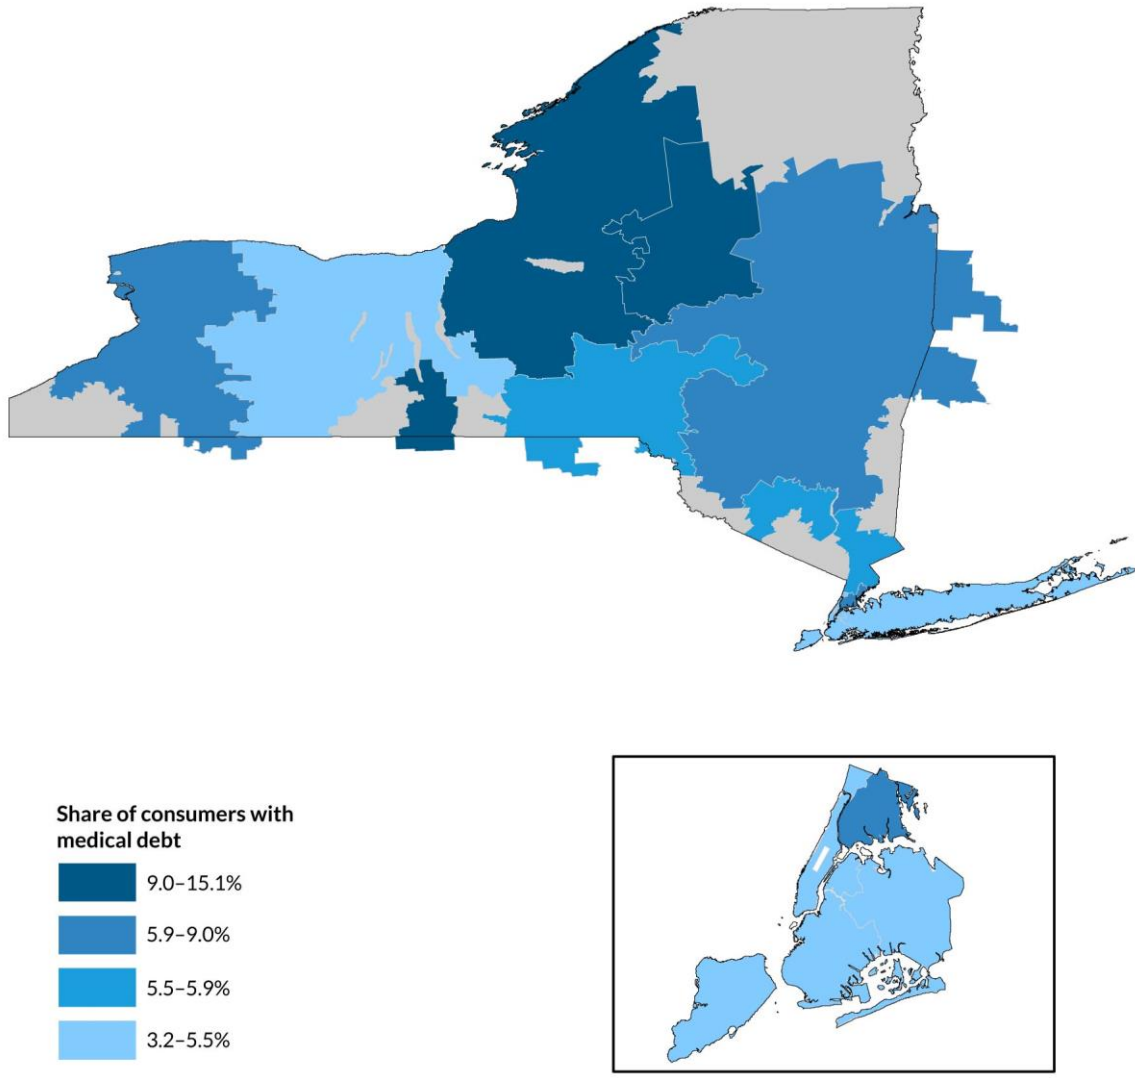 Share of consumers with
medical debt
9.0–15.1%
5.9–9.0%
5.5–5.9%
3.2–5.5%